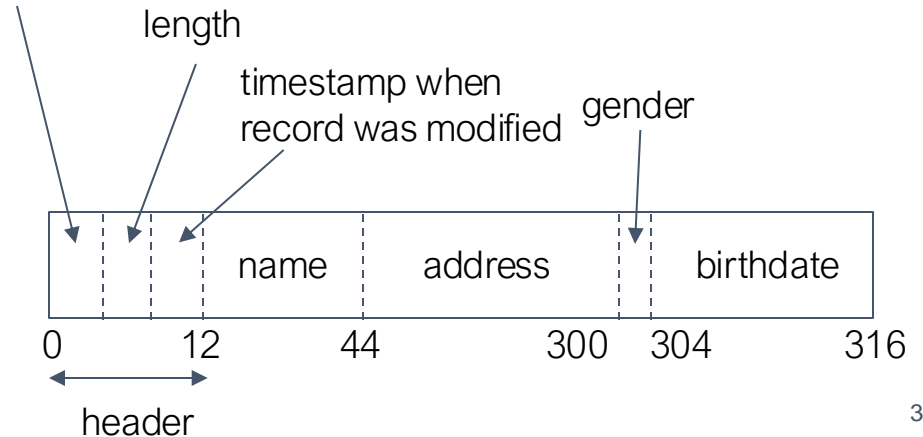 length
timestamp when
record was modified
gender
name address birthdate
0 12 44 300 304 316
header
3